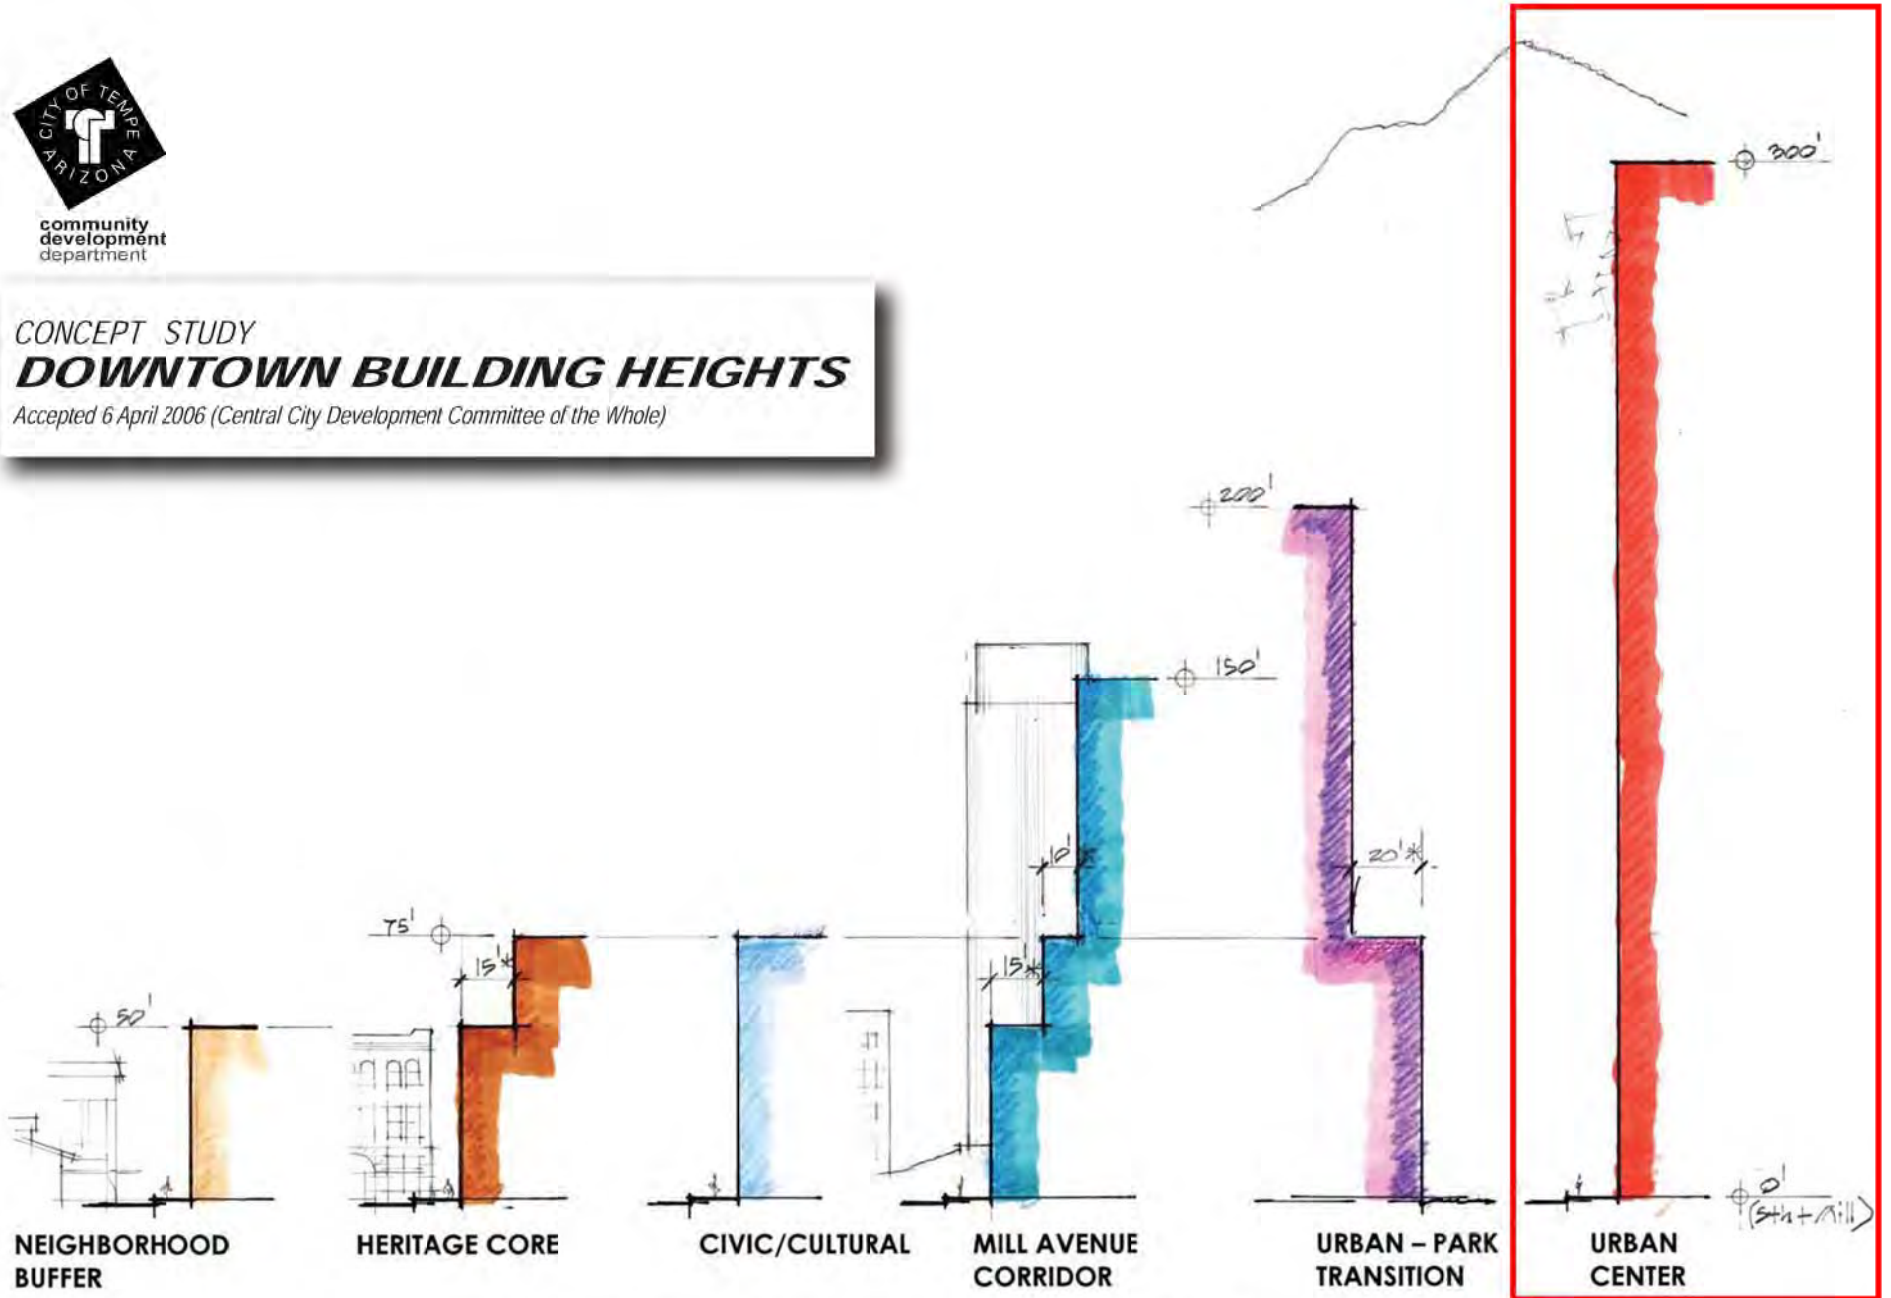 CITY OF TEMPE
ARIZONA
community
development
department
CONCEPT STUDY
DOWNTOWN BUILDING HEIGHTS
Accepted 6 April 2006 (Central City Development Committee of the Whole)
300'
200'
150'
10'*
20'*
75'
15'*
15'*
50'
0'
(5th + Mill)
NEIGHBORHOOD
BUFFER
HERITAGE CORE
CIVIC/CULTURAL
MILL AVENUE
CORRIDOR
URBAN – PARK
TRANSITION
URBAN
CENTER